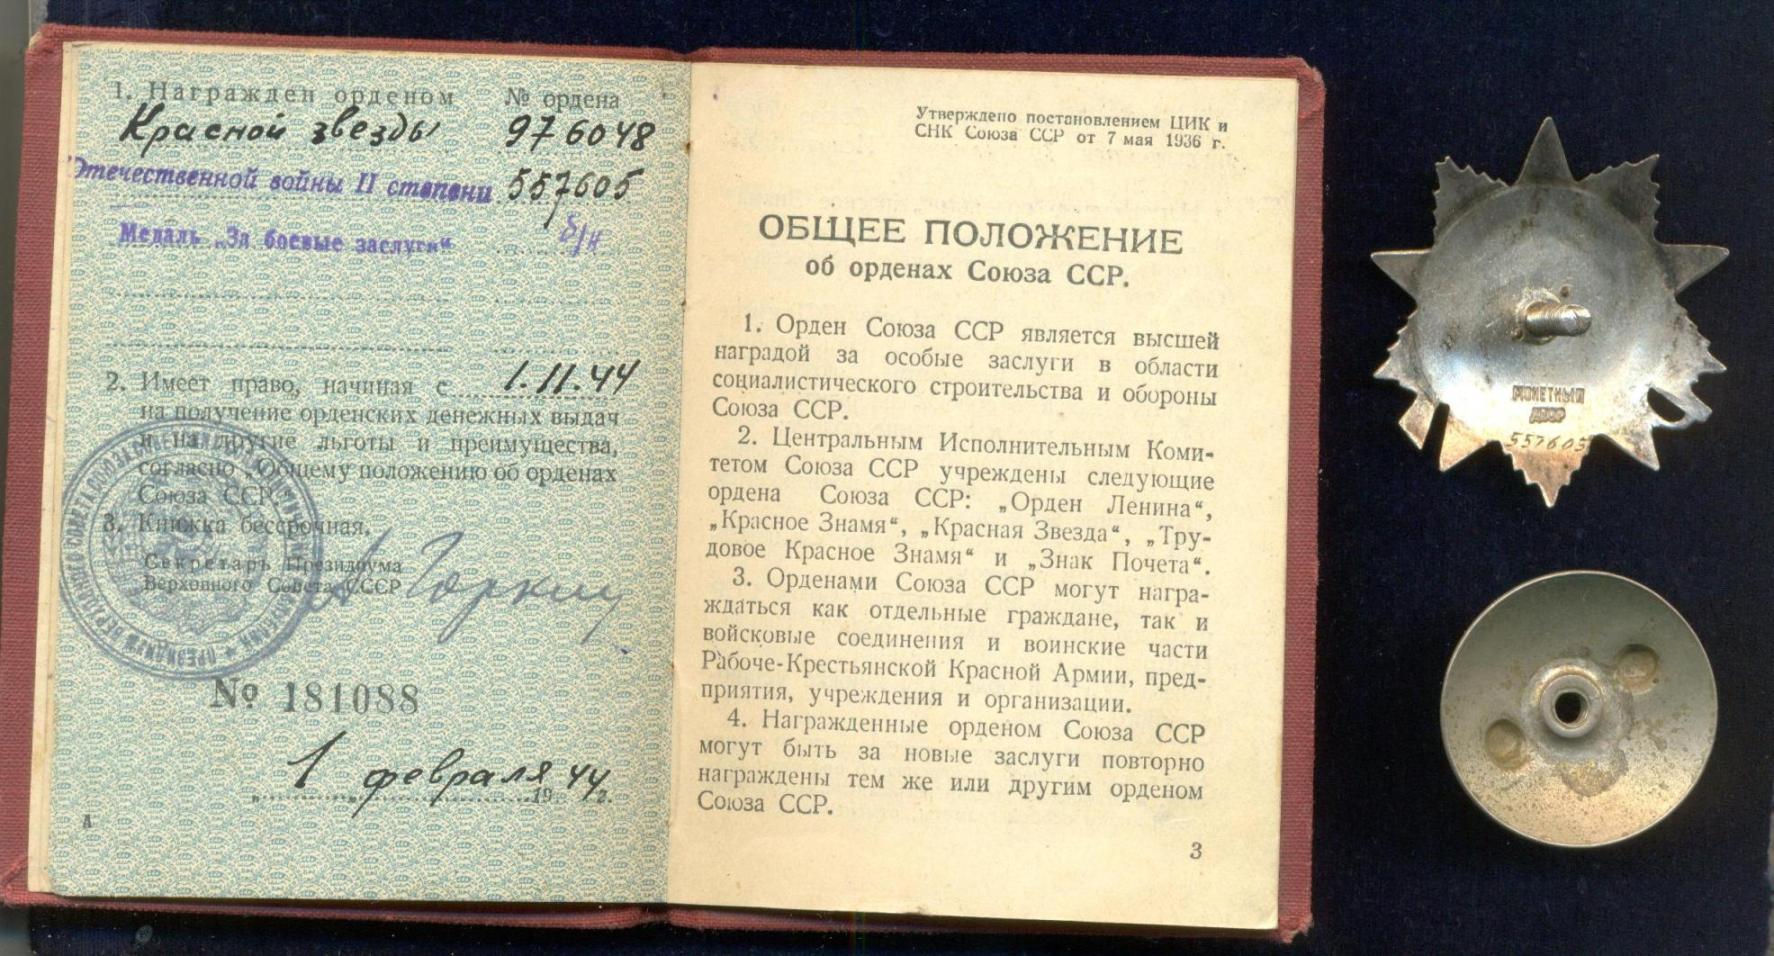 1. Награжден орденом № ордена
Красной звезды 976048
Отечественной войны II степени 557605
Медаль „За боевые заслуги“ б/н
2. Имеет право, начиная с 1.11.44
на получение орденских денежных выдач
и на другие льготы и преимущества,
согласно „Общему положению об орденах
Союза ССР.
3. Книжка бессрочная.
Секретарь Президиума
Верховного Совета СССР
А Горкин
№ 181088
1 февраля 1944 г.
А
Утверждено постановлением ЦИК и
СНК Союза ССР от 7 мая 1936 г.
ОБЩЕЕ ПОЛОЖЕНИЕ
об орденах Союза ССР.
1. Орден Союза ССР является высшей
наградой за особые заслуги в области
социалистического строительства и обороны
Союза ССР.
2. Центральным Исполнительным Коми-
тетом Союза ССР учреждены следующие
ордена Союза ССР: „Орден Ленина“,
„Красное Знамя“, „Красная Звезда“, „Тру-
довое Красное Знамя“ и „Знак Почета“.
3. Орденами Союза ССР могут награ-
ждаться как отдельные граждане, так и
войсковые соединения и воинские части
Рабоче-Крестьянской Красной Армии, пред-
приятия, учреждения и организации.
4. Награжденные орденом Союза ССР
могут быть за новые заслуги повторно
награждены тем же или другим орденом
Союза ССР.
3
МОНЕТНЫЙ
ДВОР
557605